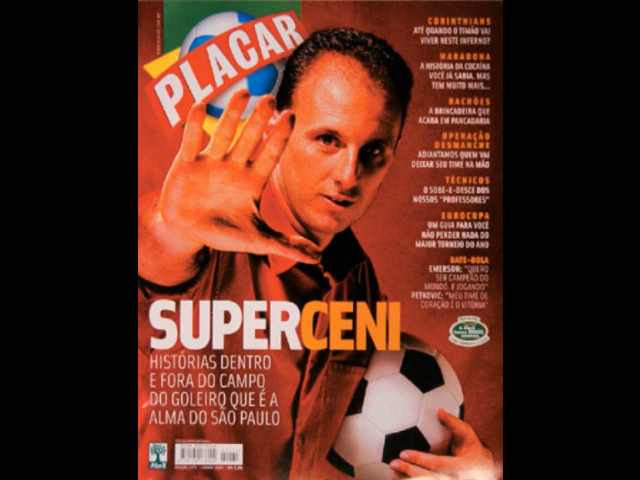 PLACAR
CORINTHIANS
ATÉ QUANDO O TIMÃO VAI
VIVER NESTE INFERNO?
MARADONA
A HISTÓRIA DA COCAÍNA
VOCÊ JÁ SABIA. MAS
TEM MUITO MAIS...
RACHÕES
A BRINCADEIRA QUE
ACABA EM PANCADARIA
OPERAÇÃO
DESMANCHE
ADIANTAMOS QUEM VAI
DEIXAR SEU TIME NA MÃO
TÉCNICOS
O SOBE-E-DESCE DOS
NOSSOS "PROFESSORES"
EUROCOPA
UM GUIA PARA VOCÊ
NÃO PERDER NADA DO
MAIOR TORNEIO DO ANO
BATE-BOLA
EMERSON: "QUERO
SER CAMPEÃO DO
MUNDO. E JOGANDO"
PETKOVIC: "MEU TIME DE
CORAÇÃO É O VITÓRIA"
SUPERCENI
HISTÓRIAS DENTRO
E FORA DO CAMPO
DO GOLEIRO QUE É A
ALMA DO SÃO PAULO
Abril